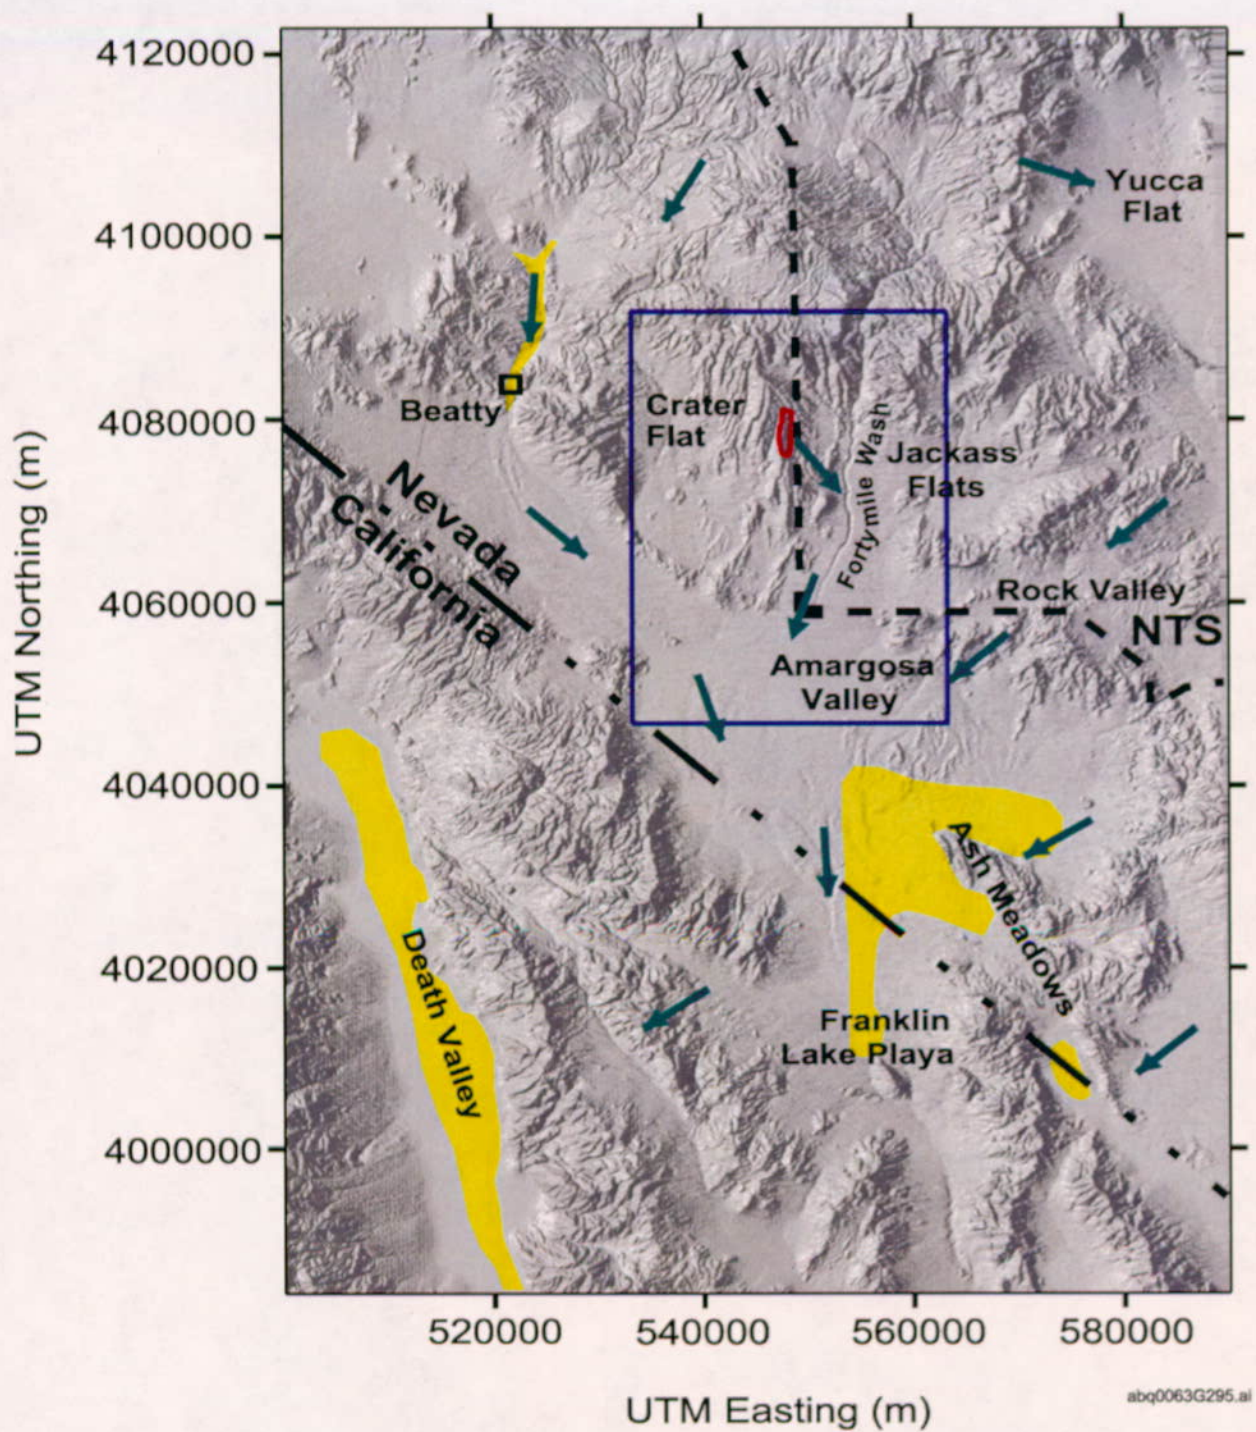 4120000
Yucca
Flat
4100000
Beatty
4080000
Crater
Flat
Fortymile Wash
Jackass
Flats
Nevada
California
UTM Northing (m)
4060000
Rock Valley
NTS
Amargosa
Valley
4040000
Ash Meadows
4020000
Death Valley
Franklin
Lake Playa
4000000
520000
540000
560000
580000
UTM Easting (m)
abq0063G295.ai